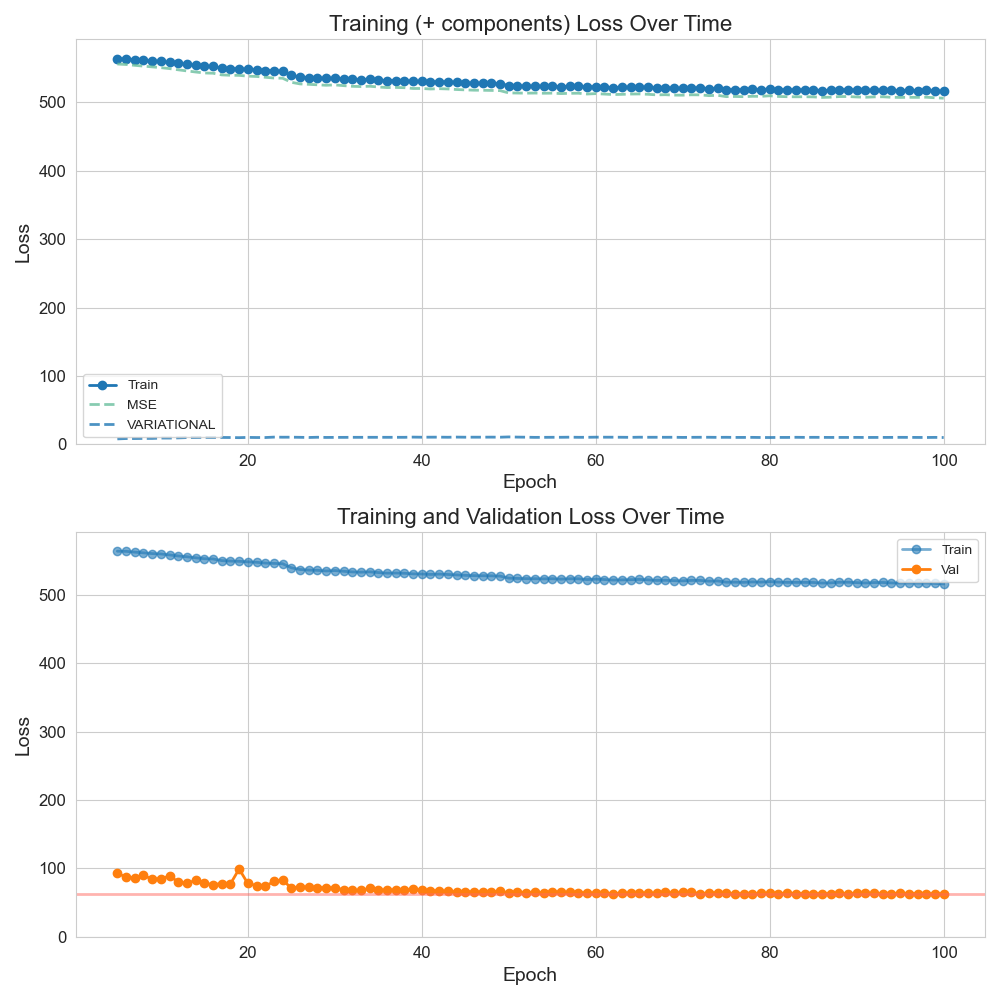 Training (+ components) Loss Over Time
Loss
500
400
300
200
100
0
Train
MSE
VARIATIONAL
20 40 60 80 100
Epoch
Training and Validation Loss Over Time
Loss
500
400
300
200
100
0
Train
Val
20 40 60 80 100
Epoch